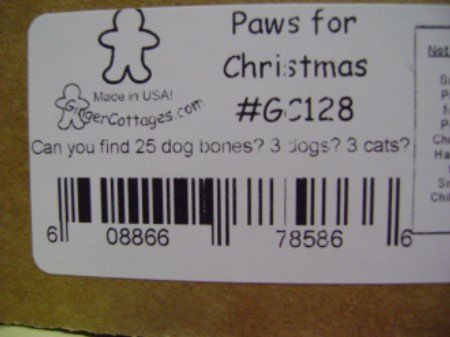 Paws for
Christmas
#GC128
Made in USA!
GingerCottages.com
Can you find 25 dog bones? 3 dogs? 3 cats?
6 08866 78586 6